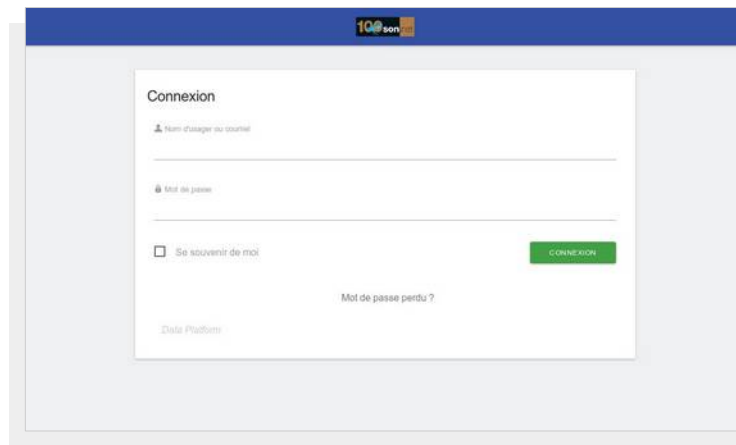 Connexion
Nom d'usager ou courriel
Mot de passe
Se souvenir de moi
CONNEXION
Mot de passe perdu ?
Data Platform